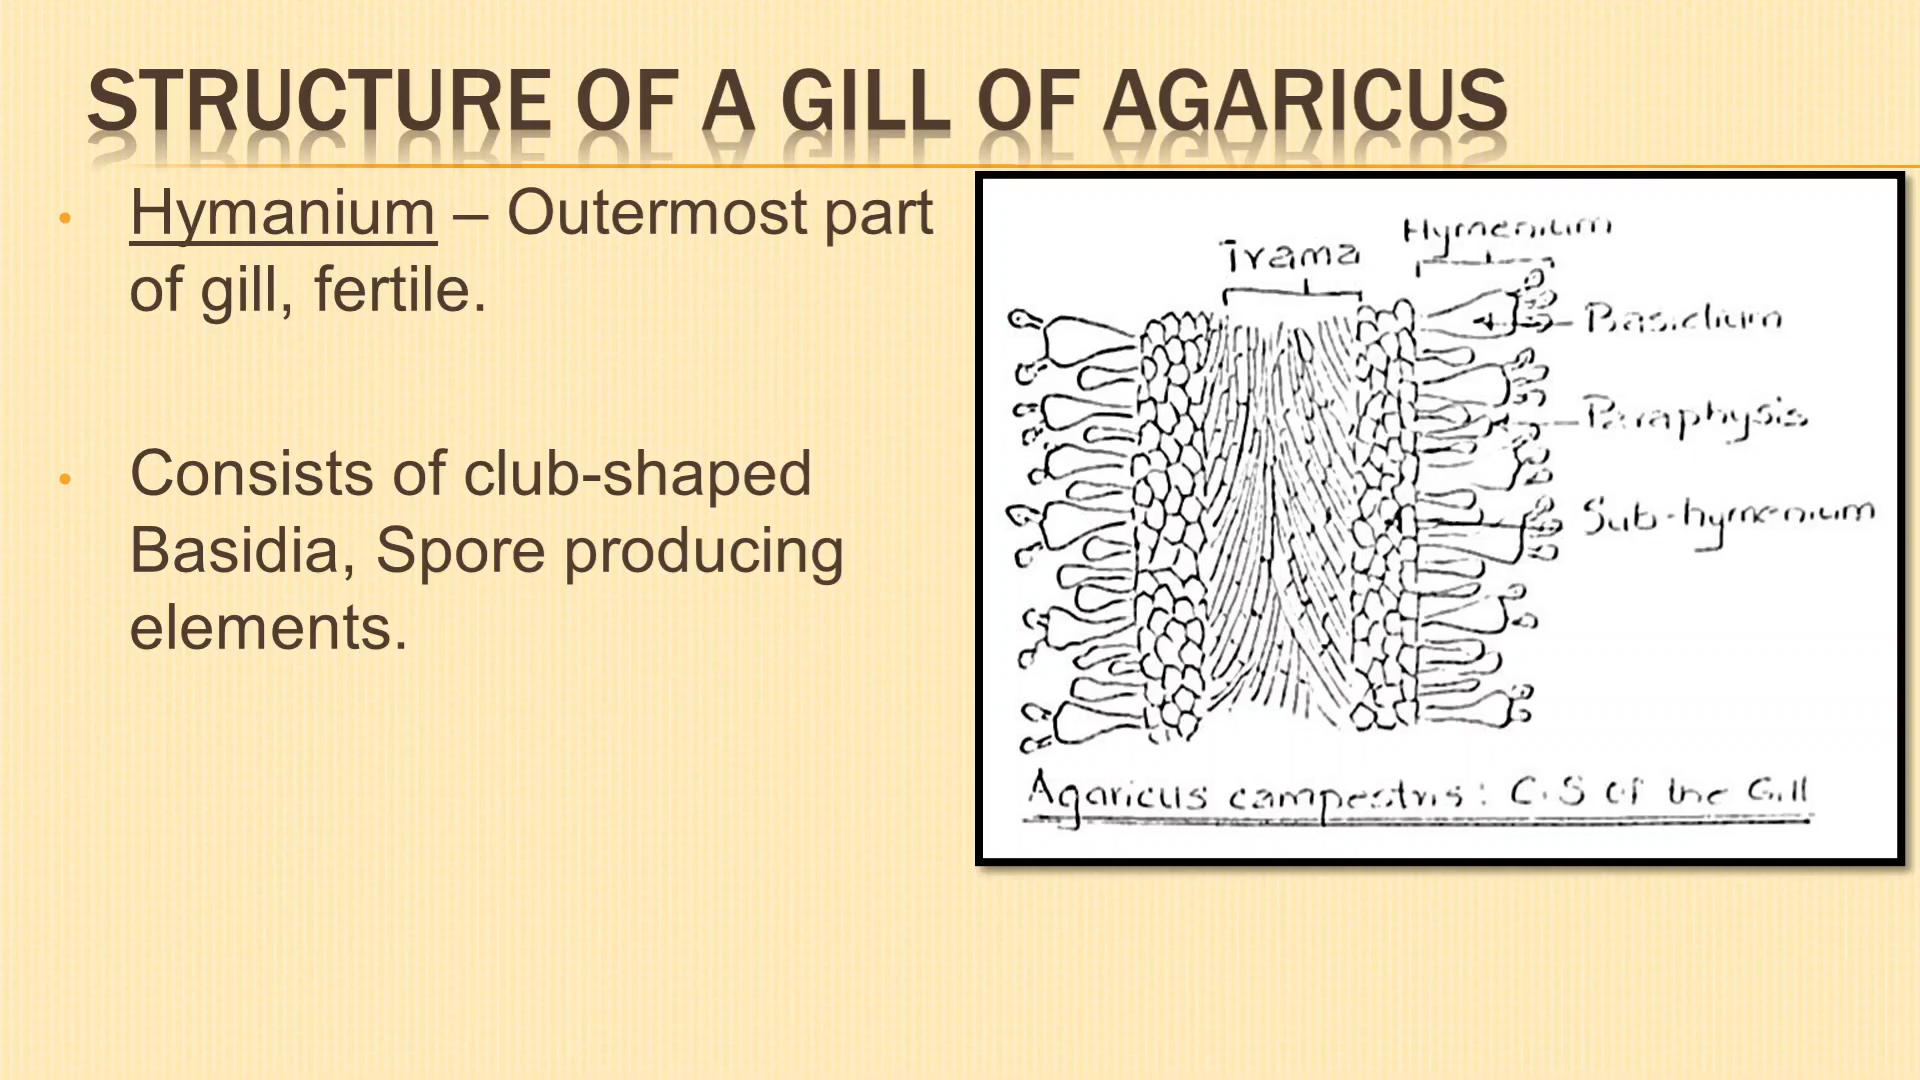 STRUCTURE OF A GILL OF AGARICUS
• Hymanium – Outermost part
of gill, fertile.
• Consists of club-shaped
Basidia, Spore producing
elements.
Hymenium
Trama
Basidium
Paraphysis
Sub-hymenium
Agaricus campestris: C.S of the Gill